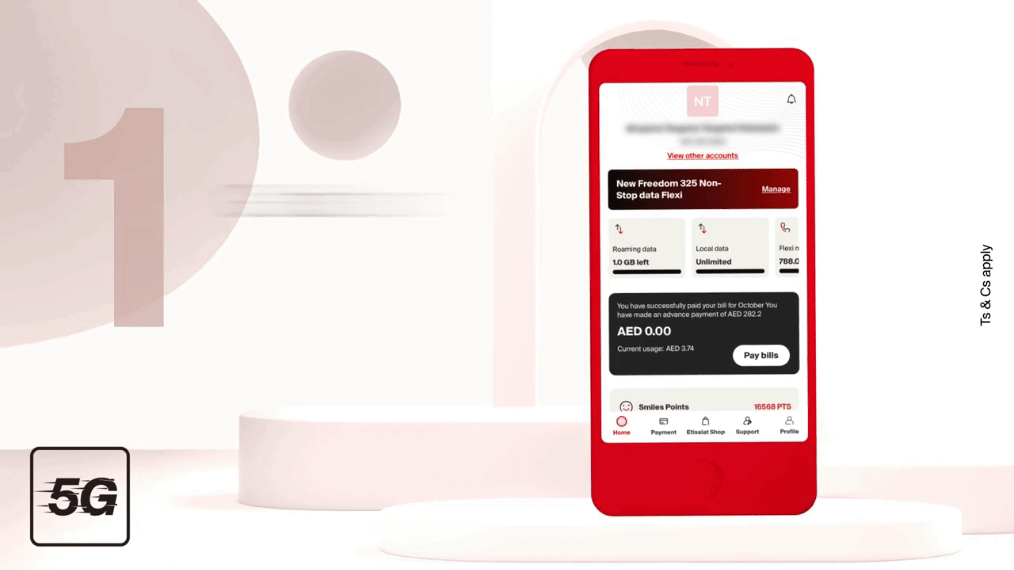 1
NT
View other accounts
New Freedom 325 Non-
Stop data Flexi
Manage
Roaming data
1.0 GB left
Local data
Unlimited
Flexi n
788.0
You have successfully paid your bill for October You
have made an advance payment of AED 282.2
AED 0.00
Current usage: AED 3.74
Pay bills
Smiles Points
16568 PTS
Home
Payment
Etisalat Shop
Support
Profile
Ts & Cs apply
5G